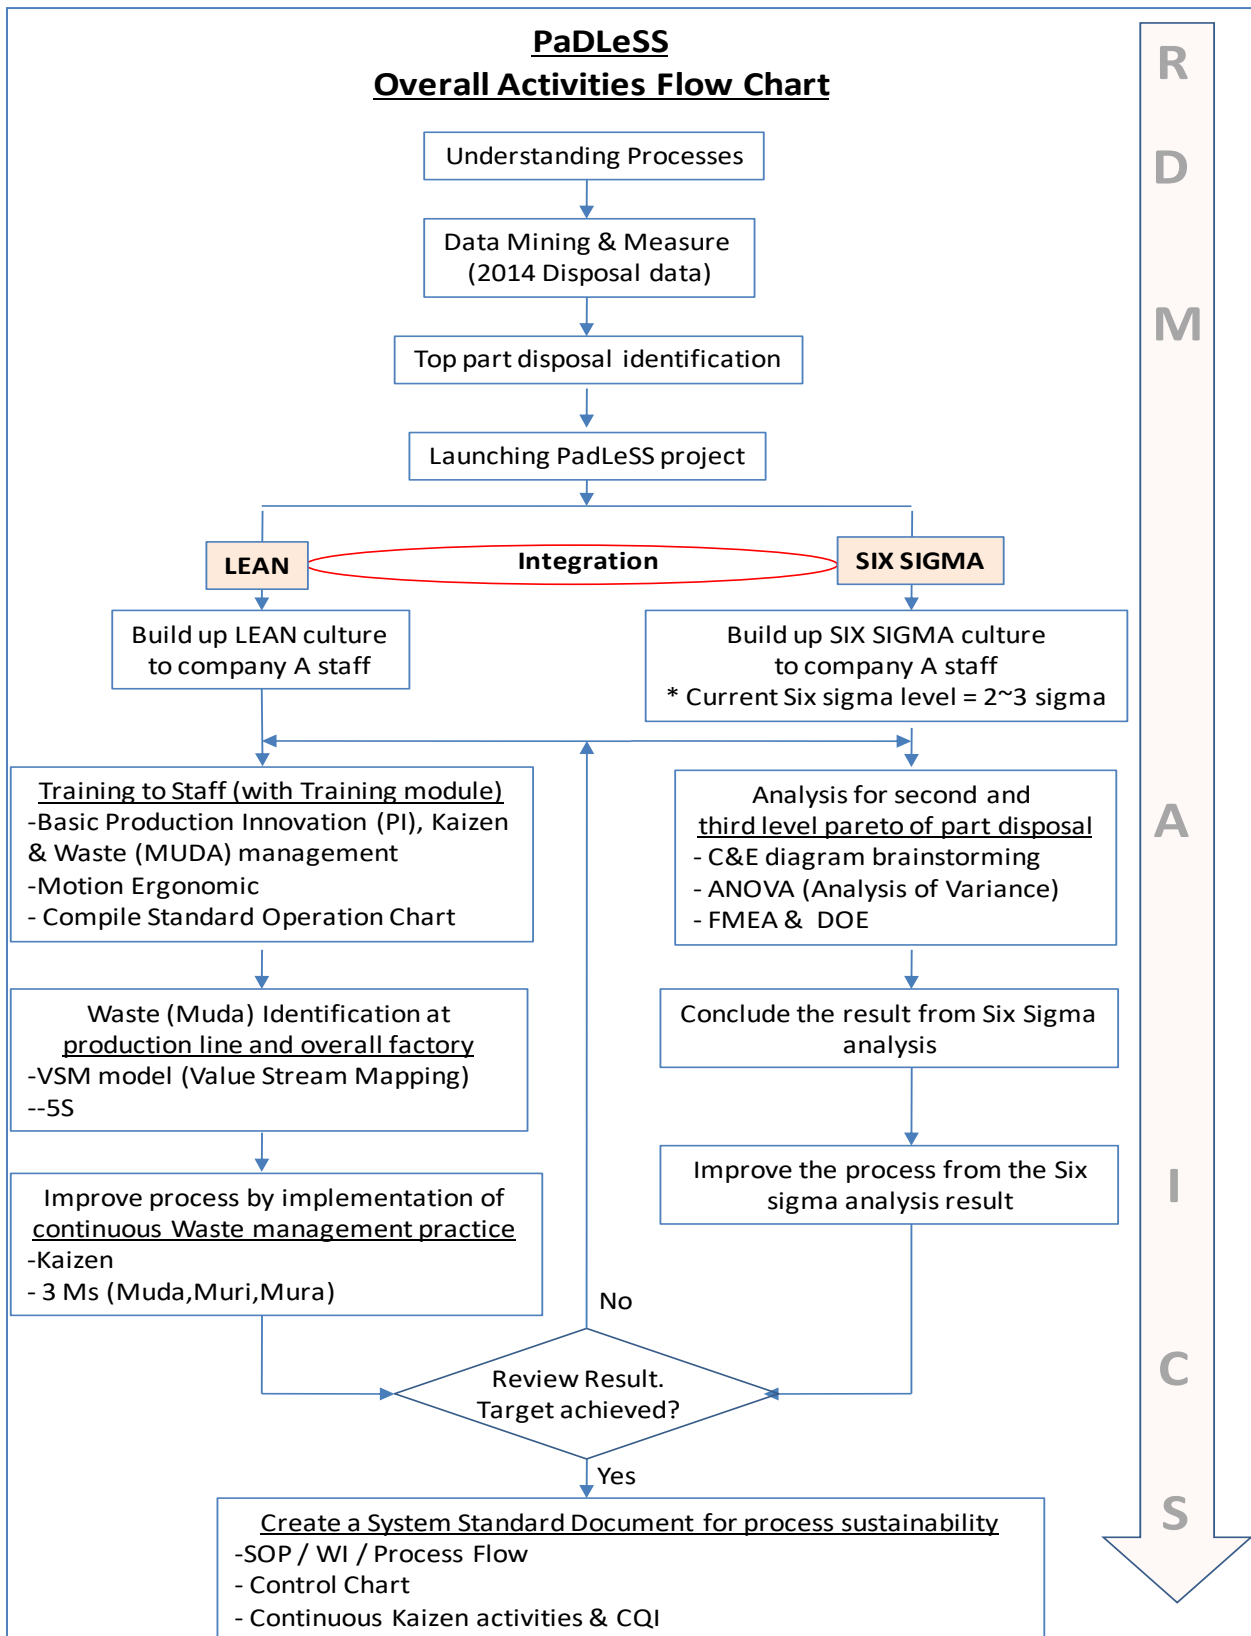 PaDLeSS
Overall Activities Flow Chart
R
D
M
A
I
C
S
Understanding Processes
Data Mining & Measure
(2014 Disposal data)
Top part disposal identification
Launching PadLeSS project
LEAN
Integration
SIX SIGMA
Build up LEAN culture
to company A staff
Build up SIX SIGMA culture
to company A staff
* Current Six sigma level = 2~3 sigma
Training to Staff (with Training module)
-Basic Production Innovation (PI), Kaizen
& Waste (MUDA) management
-Motion Ergonomic
- Compile Standard Operation Chart
Analysis for second and
third level pareto of part disposal
- C&E diagram brainstorming
- ANOVA (Analysis of Variance)
- FMEA & DOE
Waste (Muda) Identification at
production line and overall factory
-VSM model (Value Stream Mapping)
--5S
Conclude the result from Six Sigma
analysis
Improve process by implementation of
continuous Waste management practice
-Kaizen
- 3 Ms (Muda,Muri,Mura)
Improve the process from the Six
sigma analysis result
No
Review Result.
Target achieved?
Yes
Create a System Standard Document for process sustainability
-SOP / WI / Process Flow
- Control Chart
- Continuous Kaizen activities & CQI